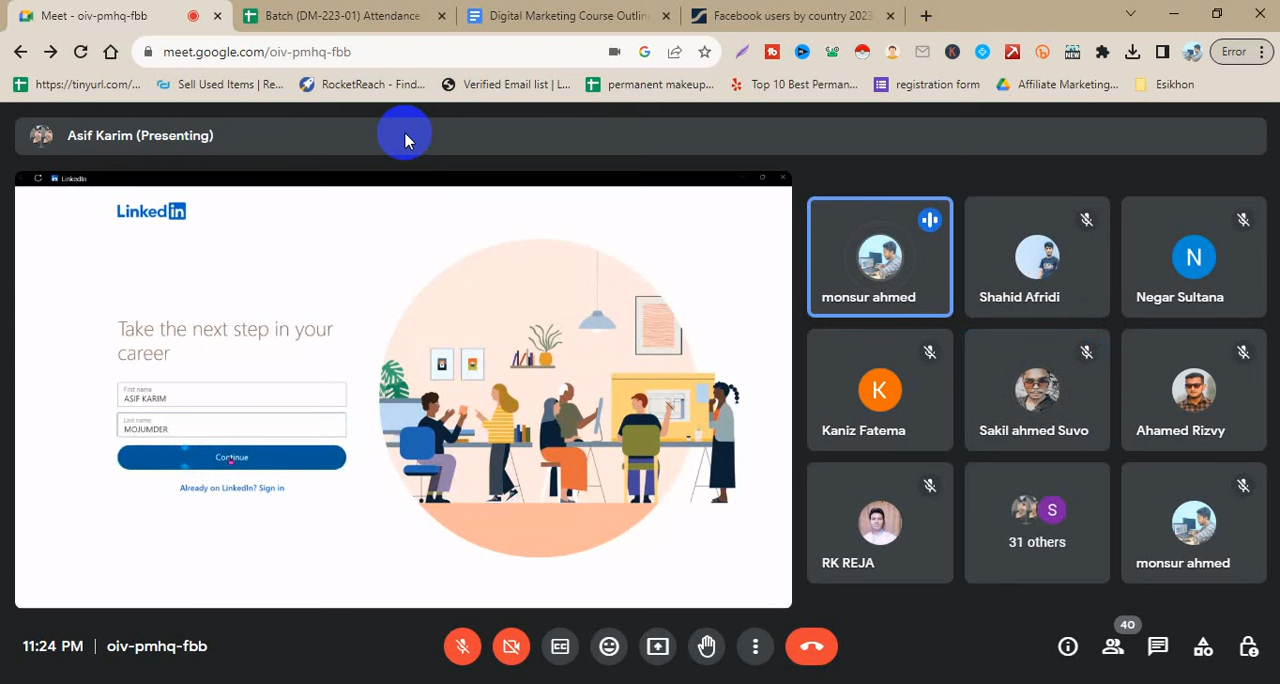 Meet - oiv-pmhq-fbb
Batch (DM-223-01) Attendance
Digital Marketing Course Outlin
Facebook users by country 2023
meet.google.com/oiv-pmhq-fbb
Error
https://tinyurl.com/...
Sell Used Items | Re...
RocketReach - Find...
Verified Email list | L...
permanent makeup...
Top 10 Best Perman...
registration form
Affiliate Marketing...
Esikhon
Asif Karim (Presenting)
LinkedIn
Linked in
Take the next step in your
career
First name
ASIF KARIM
Last name
MOJUMDER
Continue
Already on LinkedIn? Sign in
monsur ahmed
Shahid Afridi
N
Negar Sultana
K
Kaniz Fatema
Sakil ahmed Suvo
Ahamed Rizvy
RK REJA
S
31 others
monsur ahmed
11:24 PM
oiv-pmhq-fbb
40